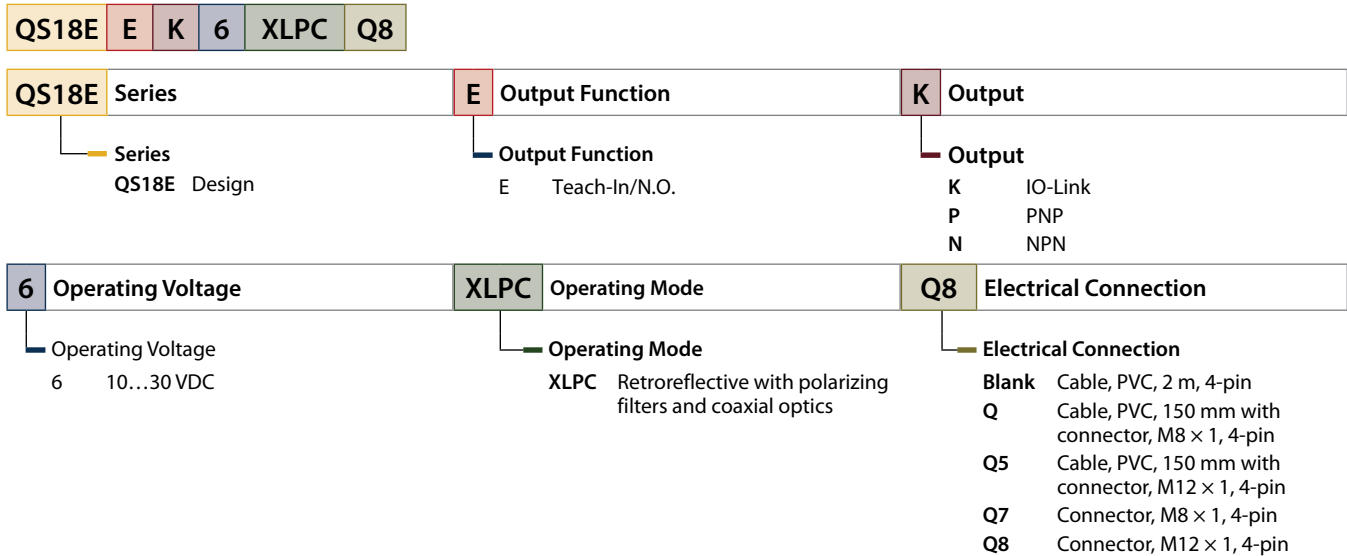 QS18E E K 6 XLPC Q8
QS18E Series
Series
QS18E Design
E Output Function
Output Function
E Teach-In/N.O.
K Output
Output
K IO-Link
P PNP
N NPN
6 Operating Voltage
Operating Voltage
6 10…30 VDC
XLPC Operating Mode
Operating Mode
XLPC Retroreflective with polarizing
filters and coaxial optics
Q8 Electrical Connection
Electrical Connection
Blank Cable, PVC, 2 m, 4-pin
Q Cable, PVC, 150 mm with
connector, M8 × 1, 4-pin
Q5 Cable, PVC, 150 mm with
connector, M12 × 1, 4-pin
Q7 Connector, M8 × 1, 4-pin
Q8 Connector, M12 × 1, 4-pin